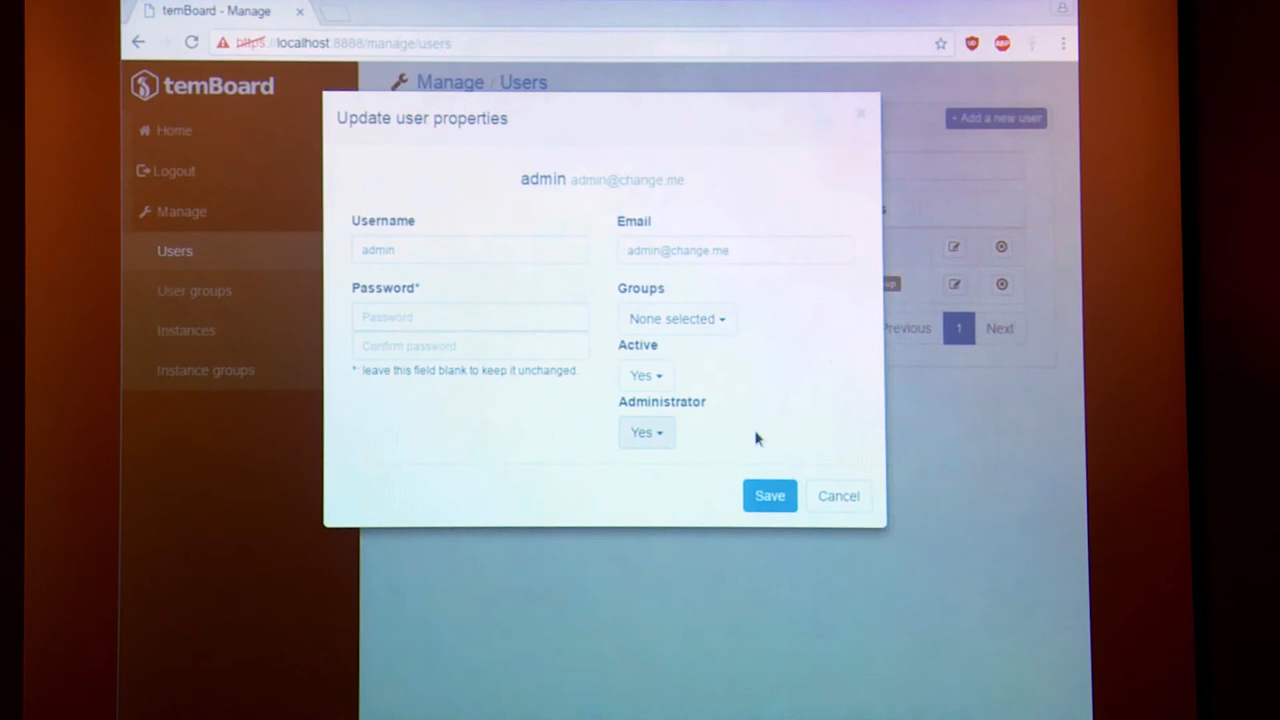 temBoard - Manage
https://localhost:8888/manage/users
temBoard
Manage / Users
Home
Logout
Manage
Users
User groups
Instances
Instance groups
+ Add a new user
Update user properties
admin admin@change.me
Username
admin
Email
admin@change.me
Password*
Password
Confirm password
*: leave this field blank to keep it unchanged.
Groups
None selected
Active
Yes
Administrator
Yes
Save
Cancel
Previous 1 Next
UD
ABP